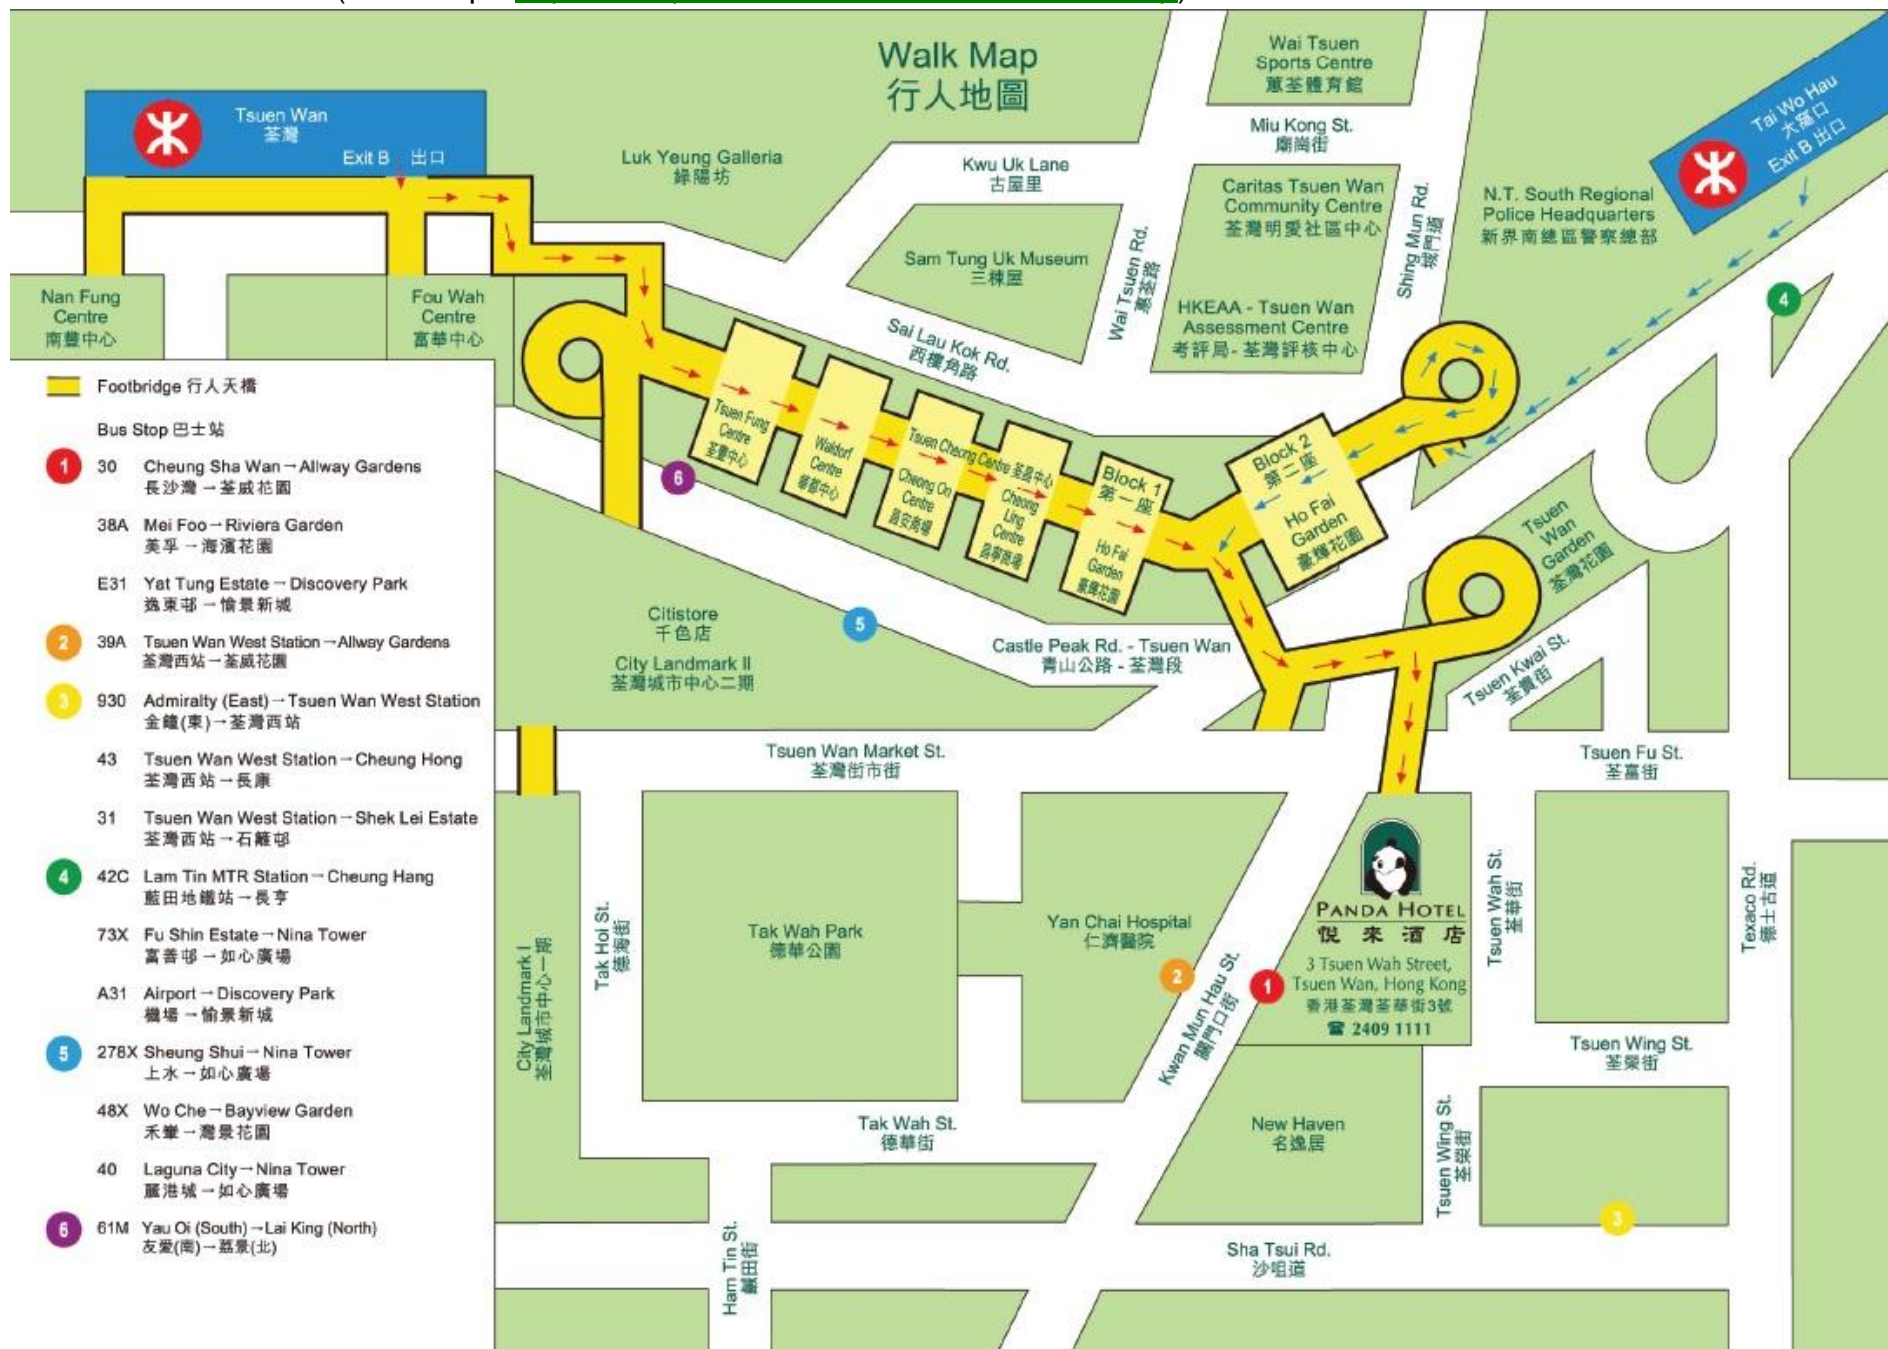 Walk Map
行人地圖
Tsuen Wan
荃灣
Exit B 出口
Luk Yeung Galleria
綠陽坊
Kwu Uk Lane
古屋里
Wai Tsuen
Sports Centre
蕙荃體育館
Miu Kong St.
廟崗街
Caritas Tsuen Wan
Community Centre
荃灣明愛社區中心
HKEAA - Tsuen Wan
Assessment Centre
考評局 - 荃灣評核中心
Shing Mun Rd.
城門道
N.T. South Regional
Police Headquarters
新界南總區警察總部
Tai Wo Hau
大窩口
Exit B 出口
4
Sam Tung Uk Museum
三棟屋
Wai Tsuen Rd.
蕙荃路
Sai Lau Kok Rd.
西樓角路
Nan Fung
Centre
南豐中心
Fou Wah
Centre
富華中心
Tsuen Fung
Centre
荃豐中心
Waldorf
Centre
華都中心
Tsuen Cheong Centre 荃昌中心
Cheong On
Centre
昌安商場
Cheong
Ling
Centre
昌寧商場
Block 1
第一座
Ho Fai
Garden
豪輝花園
Block 2
第二座
Ho Fai
Garden
豪輝花園
Tsuen
Wan
Garden
荃灣花園
6
5
Citistore
千色店
City Landmark II
荃灣城市中心二期
Castle Peak Rd. - Tsuen Wan
青山公路 - 荃灣段
Tsuen Kwai St.
荃貴街
Tsuen Wan Market St.
荃灣街市街
Tsuen Fu St.
荃富街
City Landmark I
荃灣城市中心一期
Tak Hoi St.
德海街
Tak Wah Park
德華公園
Yan Chai Hospital
仁濟醫院
2
Kwan Mun Hau St.
關門口街
1
PANDA HOTEL
悅來酒店
3 Tsuen Wah Street,
Tsuen Wan, Hong Kong
香港荃灣荃華街3號
☎ 2409 1111
Tsuen Wah St.
荃華街
Texaco Rd.
德士古道
Tsuen Wing St.
荃榮街
Tak Wah St.
德華街
New Haven
名逸居
Tsuen Wing St.
荃榮街
3
Ham Tin St.
鹹田街
Sha Tsui Rd.
沙咀道
Footbridge 行人天橋
Bus Stop 巴士站
1 30 Cheung Sha Wan→Allway Gardens
長沙灣→荃威花園
38A Mei Foo→Riviera Garden
美孚→海濱花園
E31 Yat Tung Estate→Discovery Park
逸東邨→愉景新城
2 39A Tsuen Wan West Station→Allway Gardens
荃灣西站→荃威花園
3 930 Admiralty (East)→Tsuen Wan West Station
金鐘(東)→荃灣西站
43 Tsuen Wan West Station→Cheung Hong
荃灣西站→長康
31 Tsuen Wan West Station→Shek Lei Estate
荃灣西站→石籬邨
4 42C Lam Tin MTR Station→Cheung Hang
藍田地鐵站→長亨
73X Fu Shin Estate→Nina Tower
富善邨→如心廣場
A31 Airport→Discovery Park
機場→愉景新城
5 278X Sheung Shui→Nina Tower
上水→如心廣場
48X Wo Che→Bayview Garden
禾輋→灣景花園
40 Laguna City→Nina Tower
麗港城→如心廣場
6 61M Yau Oi (South)→Lai King (North)
友愛(南)→荔景(北)